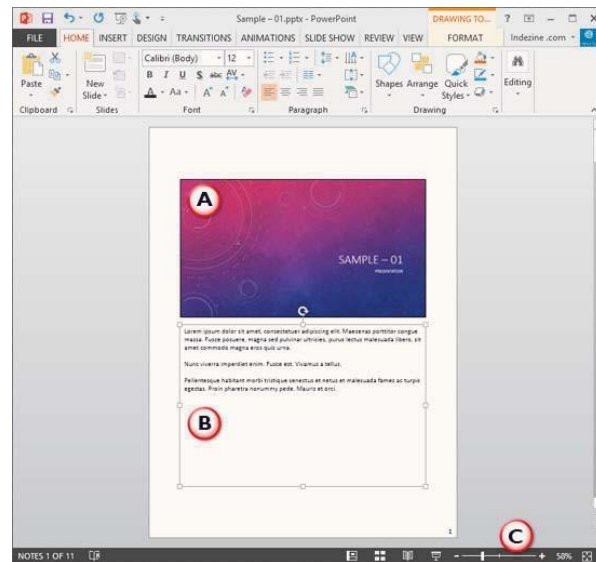 Sample – 01.pptx - PowerPoint
DRAWING TO...
?
FILE HOME INSERT DESIGN TRANSITIONS ANIMATIONS SLIDE SHOW REVIEW VIEW FORMAT Indezine .com
Calibri (Body) 12
Paste New Slide B I U S abc AV Shapes Arrange Quick Styles Editing
A Aa A A
Clipboard Slides Font Paragraph Drawing
A
SAMPLE – 01
PRESENTATION
Lorem ipsum dolor sit amet, consectetuer adipiscing elit. Maecenas porttitor congue
massa. Fusce posuere, magna sed pulvinar ultricies, purus lectus malesuada libero, sit
amet commodo magna eros quis urna.
Nunc viverra imperdiet enim. Fusce est. Vivamus a tellus.
Pellentesque habitant morbi tristique senectus et netus et malesuada fames ac turpis
egestas. Proin pharetra nonummy pede. Mauris et orci.
B
1
C
NOTES 1 OF 11 58%